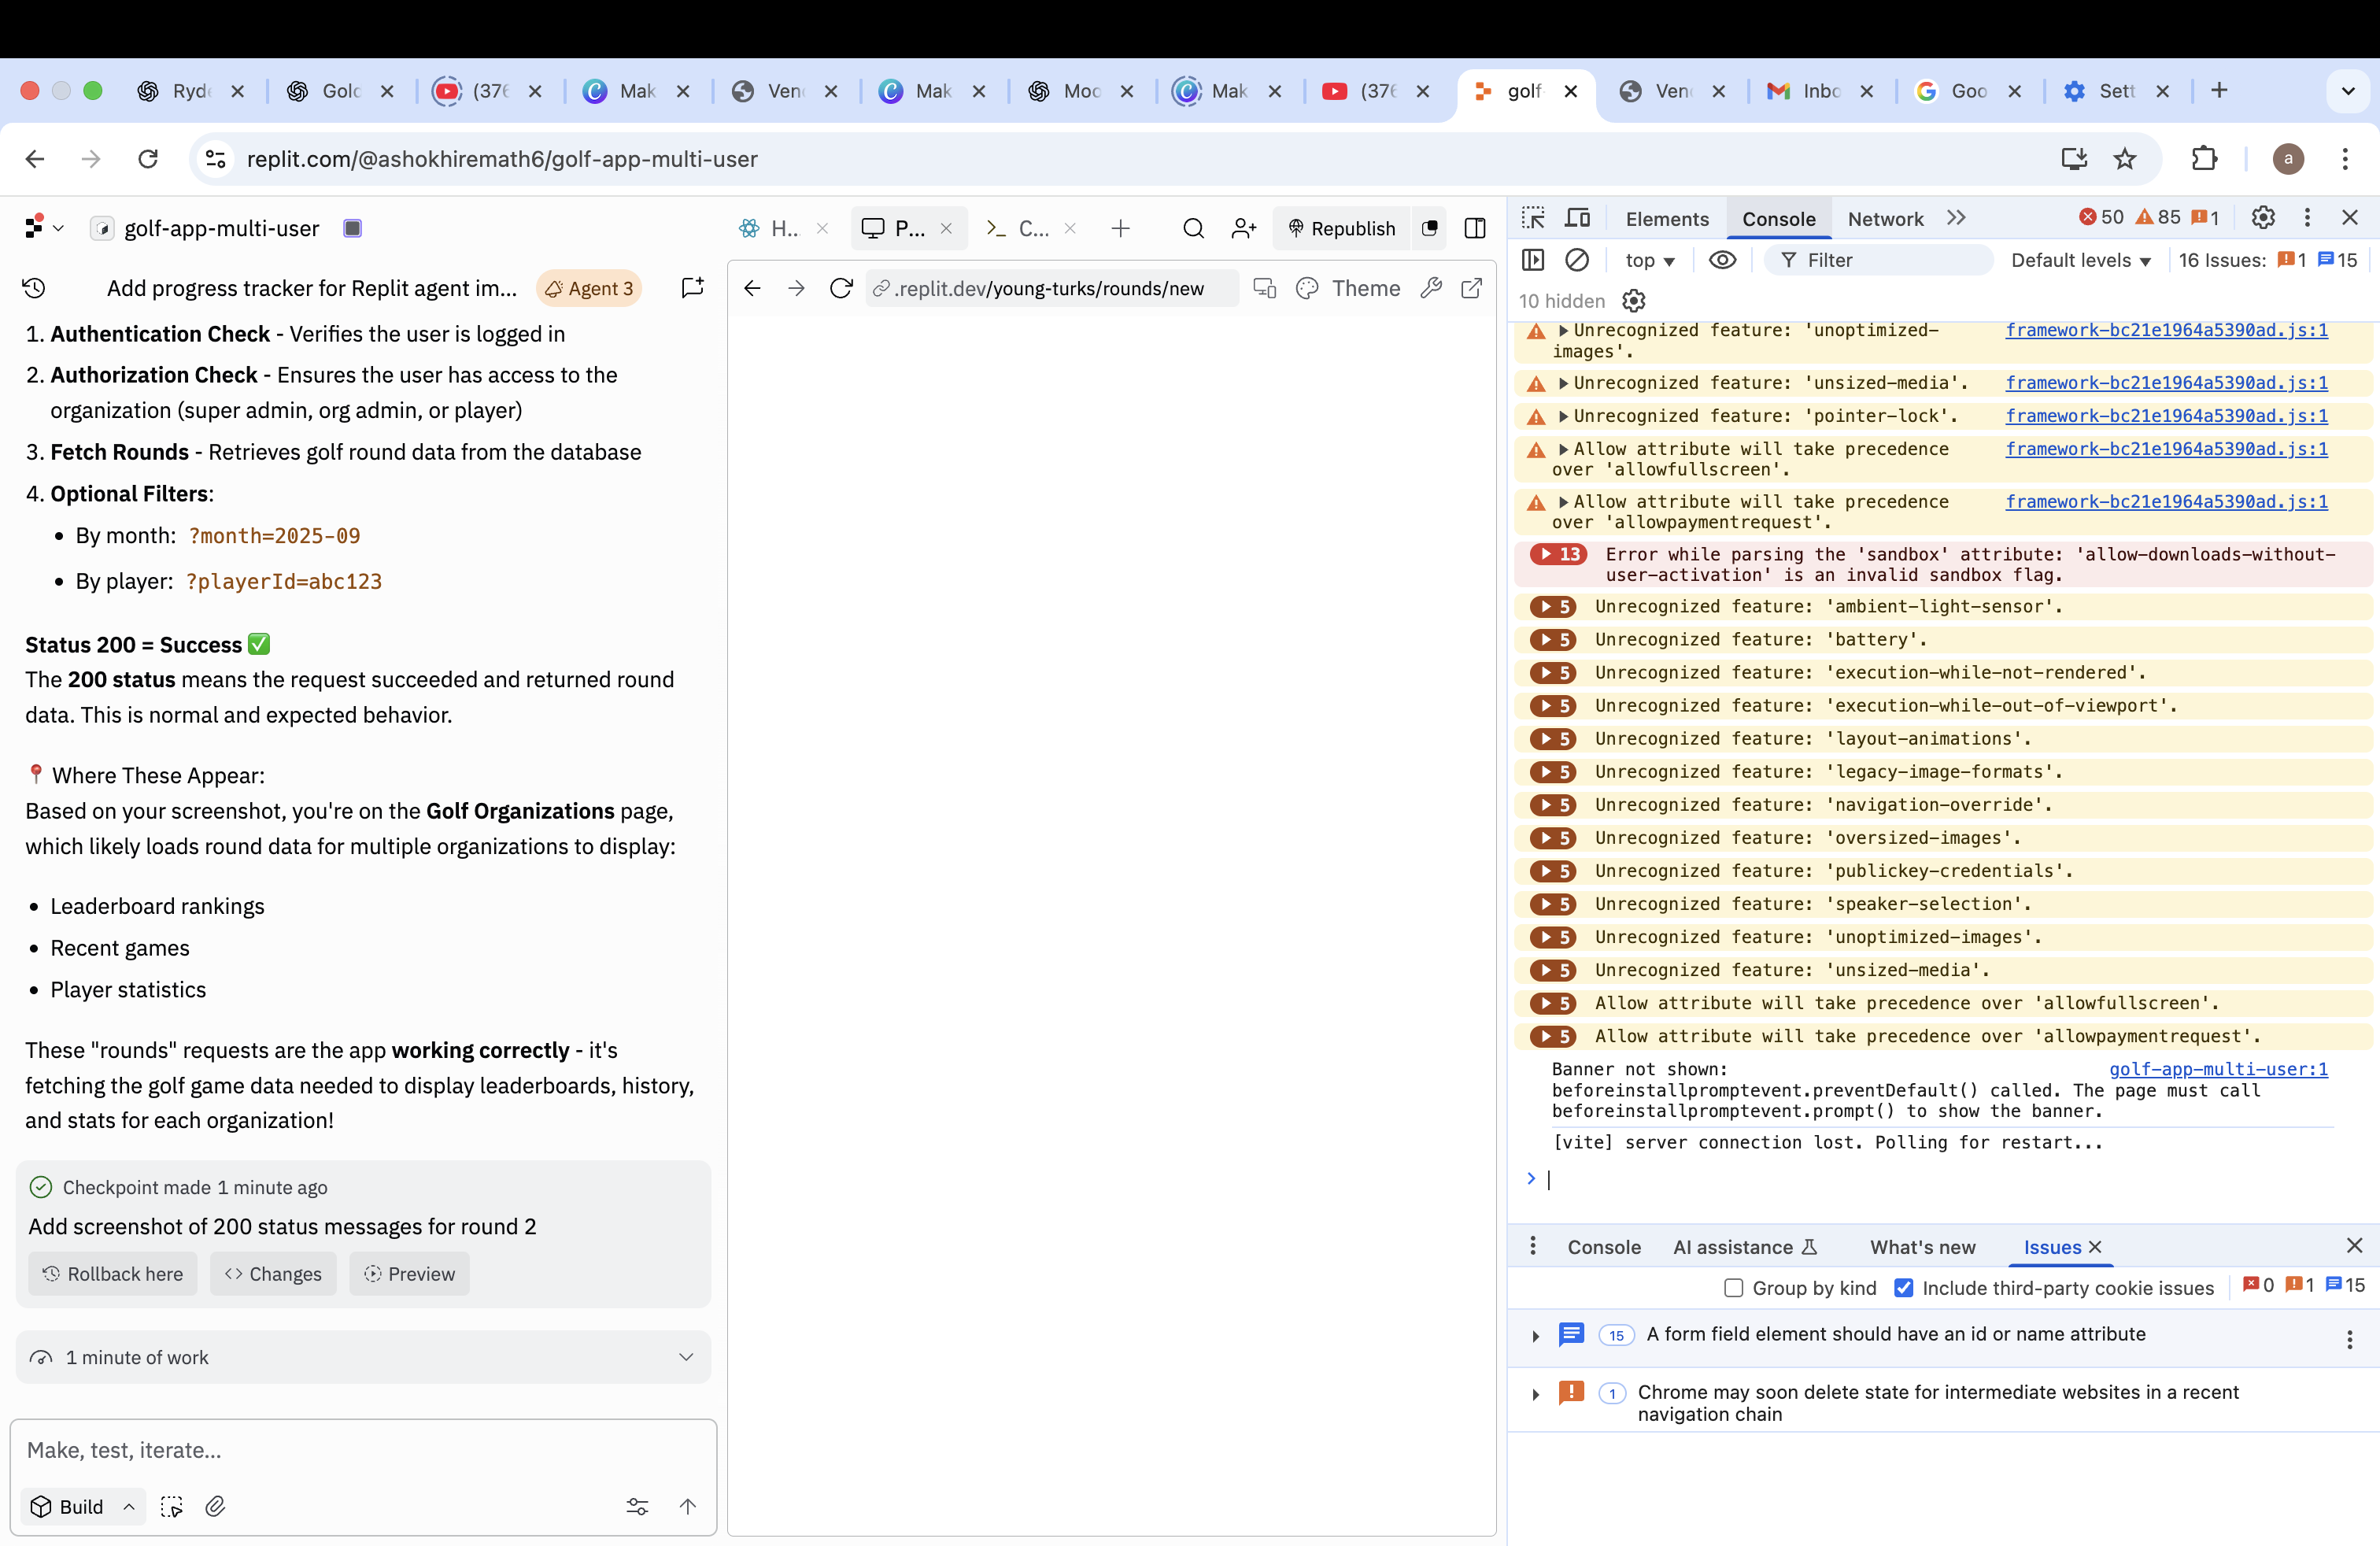 Ryde
Golc
(376
Mak
Ven
Mak
Moc
Mak
(376
golf-
Ven
Inbo
Goo
Sett
replit.com/@ashokhiremath6/golf-app-multi-user
a
golf-app-multi-user
H...
P...
C...
Republish
Add progress tracker for Replit agent im...
Agent 3
.replit.dev/young-turks/rounds/new
Theme
1. Authentication Check - Verifies the user is logged in
2. Authorization Check - Ensures the user has access to the
organization (super admin, org admin, or player)
3. Fetch Rounds - Retrieves golf round data from the database
4. Optional Filters:
• By month: ?month=2025-09
• By player: ?playerId=abc123
Status 200 = Success ✅
The 200 status means the request succeeded and returned round
data. This is normal and expected behavior.
📍 Where These Appear:
Based on your screenshot, you're on the Golf Organizations page,
which likely loads round data for multiple organizations to display:
• Leaderboard rankings
• Recent games
• Player statistics
These "rounds" requests are the app working correctly - it's
fetching the golf game data needed to display leaderboards, history,
and stats for each organization!
Checkpoint made 1 minute ago
Add screenshot of 200 status messages for round 2
Rollback here
Changes
Preview
1 minute of work
Make, test, iterate...
Build
Elements
Console
Network
50
85
1
top
Filter
Default levels
16 Issues:
1
15
10 hidden
Unrecognized feature: 'unoptimized- framework-bc21e1964a5390ad.js:1
images'.
Unrecognized feature: 'unsized-media'. framework-bc21e1964a5390ad.js:1
Unrecognized feature: 'pointer-lock'. framework-bc21e1964a5390ad.js:1
Allow attribute will take precedence framework-bc21e1964a5390ad.js:1
over 'allowfullscreen'.
Allow attribute will take precedence framework-bc21e1964a5390ad.js:1
over 'allowpaymentrequest'.
13 Error while parsing the 'sandbox' attribute: 'allow-downloads-without-
user-activation' is an invalid sandbox flag.
5 Unrecognized feature: 'ambient-light-sensor'.
5 Unrecognized feature: 'battery'.
5 Unrecognized feature: 'execution-while-not-rendered'.
5 Unrecognized feature: 'execution-while-out-of-viewport'.
5 Unrecognized feature: 'layout-animations'.
5 Unrecognized feature: 'legacy-image-formats'.
5 Unrecognized feature: 'navigation-override'.
5 Unrecognized feature: 'oversized-images'.
5 Unrecognized feature: 'publickey-credentials'.
5 Unrecognized feature: 'speaker-selection'.
5 Unrecognized feature: 'unoptimized-images'.
5 Unrecognized feature: 'unsized-media'.
5 Allow attribute will take precedence over 'allowfullscreen'.
5 Allow attribute will take precedence over 'allowpaymentrequest'.
Banner not shown: golf-app-multi-user:1
beforeinstallpromptevent.preventDefault() called. The page must call
beforeinstallpromptevent.prompt() to show the banner.
[vite] server connection lost. Polling for restart...
Console
AI assistance
What's new
Issues
Group by kind
Include third-party cookie issues
0
1
15
15 A form field element should have an id or name attribute
1 Chrome may soon delete state for intermediate websites in a recent
navigation chain